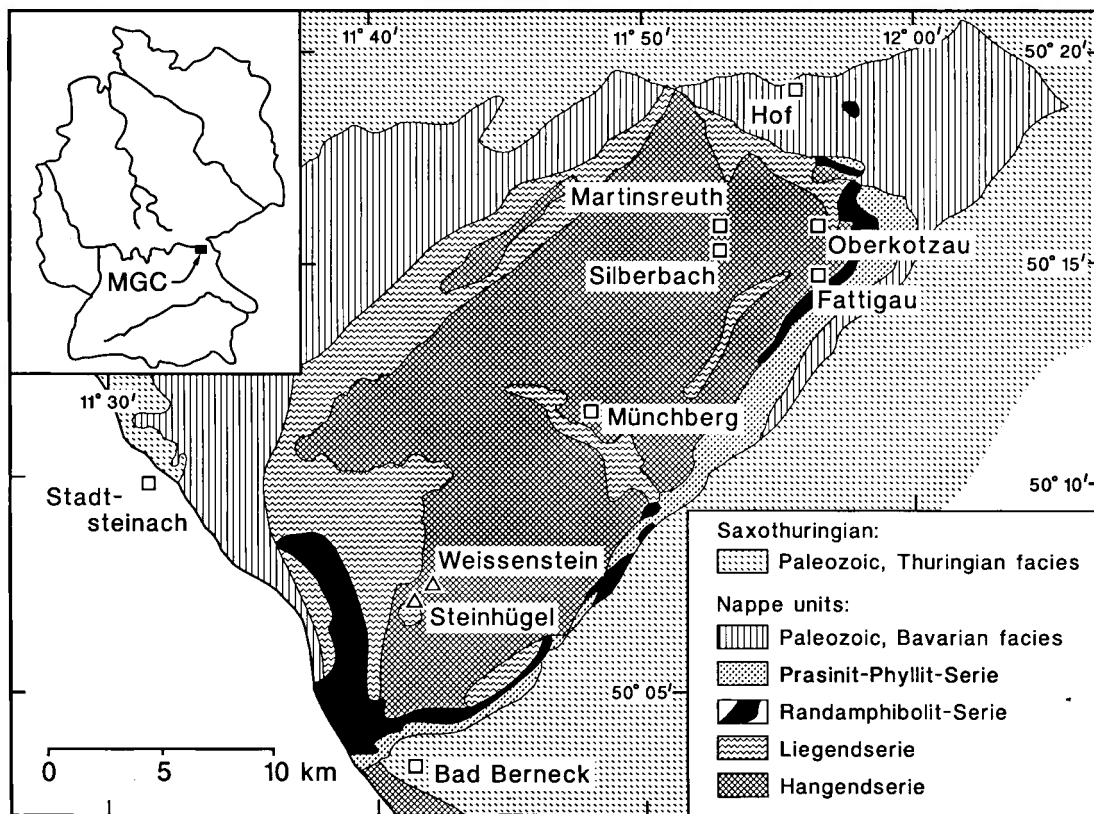 MGC
11° 40′
11° 50′
12° 00′
50° 20′
Hof
Martinsreuth
Silberbach
Oberkotzau
50° 15′
Fattigau
11° 30′
Münchberg
Stadt-
steinach
50° 10′
Weissenstein
Steinhügel
50° 05′
Bad Berneck
0 5 10 km
Saxothuringian:
Paleozoic, Thuringian facies
Nappe units:
Paleozoic, Bavarian facies
Prasinit-Phyllit-Serie
Randamphibolit-Serie
Liegendserie
Hangendserie